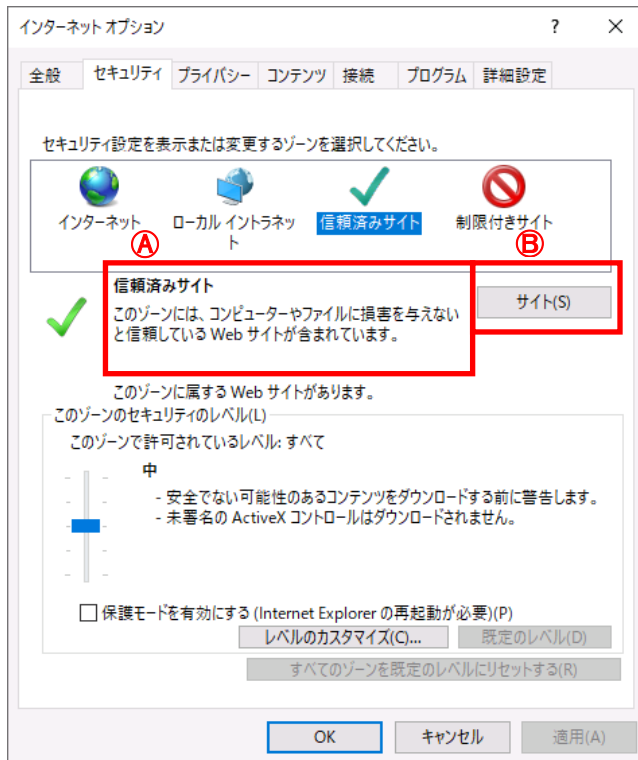 インターネット オプション
?
×
全般 セキュリティ プライバシー コンテンツ 接続 プログラム 詳細設定
セキュリティ設定を表示または変更するゾーンを選択してください。
インターネット ローカル イントラネット 信頼済みサイト 制限付きサイト
Ⓐ Ⓑ
信頼済みサイト
サイト(S)
このゾーンには、コンピューターやファイルに損害を与えない
と信頼している Web サイトが含まれています。
このゾーンに属する Web サイトがあります。
このゾーンのセキュリティのレベル(L)
このゾーンで許可されているレベル: すべて
中
- 安全でない可能性のあるコンテンツをダウンロードする前に警告します。
- 未署名の ActiveX コントロールはダウンロードされません。
保護モードを有効にする (Internet Explorer の再起動が必要)(P)
レベルのカスタマイズ(C)... 既定のレベル(D)
すべてのゾーンを既定のレベルにリセットする(R)
OK キャンセル 適用(A)